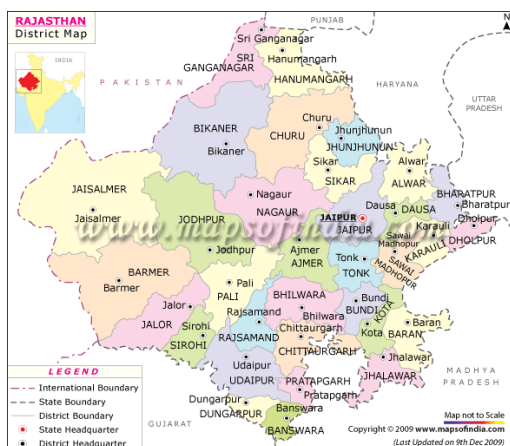 RAJASTHAN
District Map
INDIA
PUNJAB
N
PAKISTAN
HARYANA
UTTAR
PRADESH
Sri Ganganagar
SRI
GANGANAGAR
Hanumangarh
HANUMANGARH
BIKANER
Bikaner
Churu
CHURU
Jhunjhunun
JHUNJHUNUN
Sikar
SIKAR
Alwar
ALWAR
JAISALMER
Jaisalmer
JODHPUR
Jodhpur
Nagaur
NAGAUR
JAIPUR
JAIPUR
Dausa
DAUSA
BHARATPUR
Bharatpur
Karauli
KARAULI
Dholpur
DHOLPUR
Sawai
Madhopur
SAWAI
MADHOPUR
www.mapsofindia.com
Ajmer
AJMER
Tonk
TONK
BARMER
Barmer
Pali
PALI
Jalor
JALOR
Sirohi
SIROHI
Rajsamand
RAJSAMAND
BHILWARA
Bhilwara
Bundi
BUNDI
KOTA
Kota
Baran
BARAN
Chittaurgarh
CHITTAURGARH
Jhalawar
JHALAWAR
Udaipur
UDAIPUR
PRATAPGARH
Pratapgarh
Dungarpur
DUNGARPUR
Banswara
BANSWARA
GUJARAT
MADHYA
PRADESH
LEGEND
International Boundary
State Boundary
District Boundary
State Headquarter
District Headquarter
Map not to Scale
Copyright © 2009 www.mapsofindia.com
(Last Updated on 9th Dec 2009)